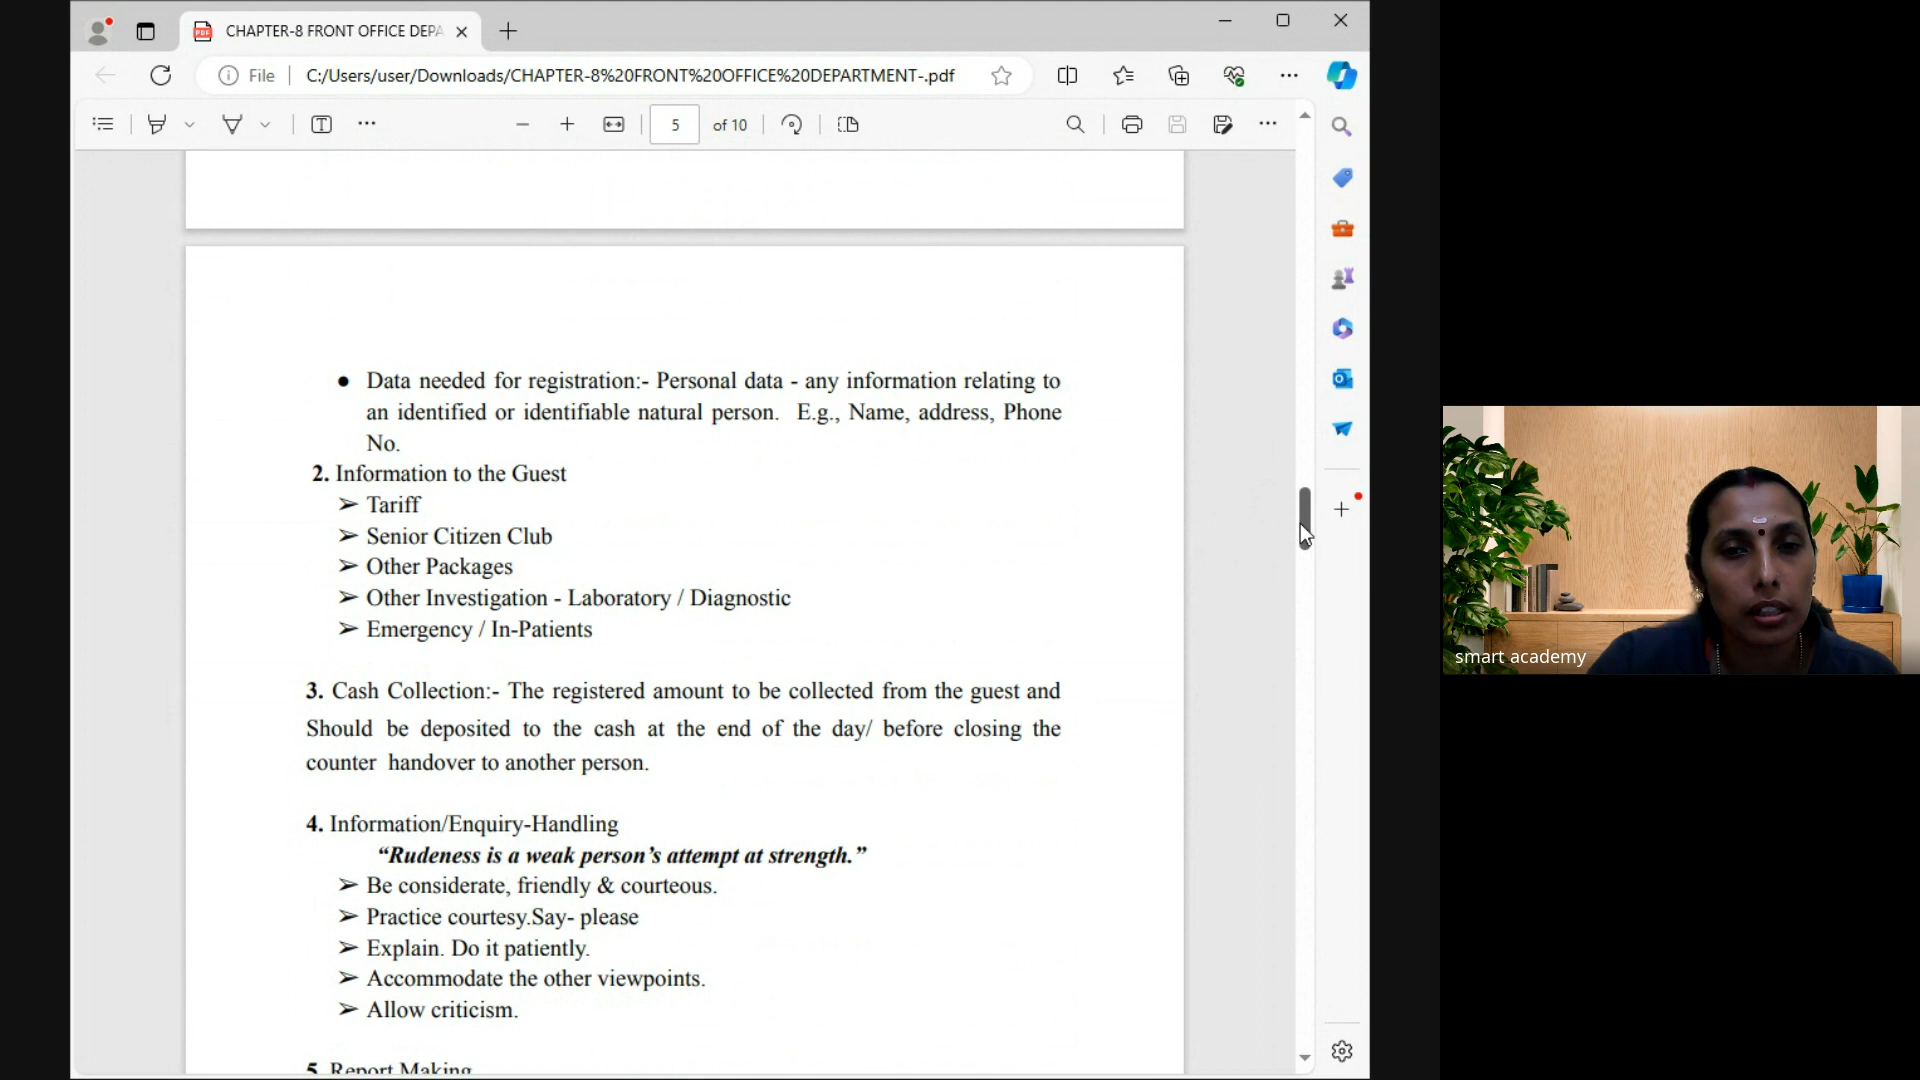 CHAPTER-8 FRONT OFFICE DEPA
File
C:/Users/user/Downloads/CHAPTER-8%20FRONT%20OFFICE%20DEPARTMENT-.pdf
5 of 10
● Data needed for registration:- Personal data - any information relating to
an identified or identifiable natural person. E.g., Name, address, Phone
No.
2. Information to the Guest
➢ Tariff
➢ Senior Citizen Club
➢ Other Packages
➢ Other Investigation - Laboratory / Diagnostic
➢ Emergency / In-Patients
3. Cash Collection:- The registered amount to be collected from the guest and
Should be deposited to the cash at the end of the day/ before closing the
counter handover to another person.
4. Information/Enquiry-Handling
“Rudeness is a weak person’s attempt at strength.”
➢ Be considerate, friendly & courteous.
➢ Practice courtesy.Say- please
➢ Explain. Do it patiently.
➢ Accommodate the other viewpoints.
➢ Allow criticism.
5. Report Making
smart academy